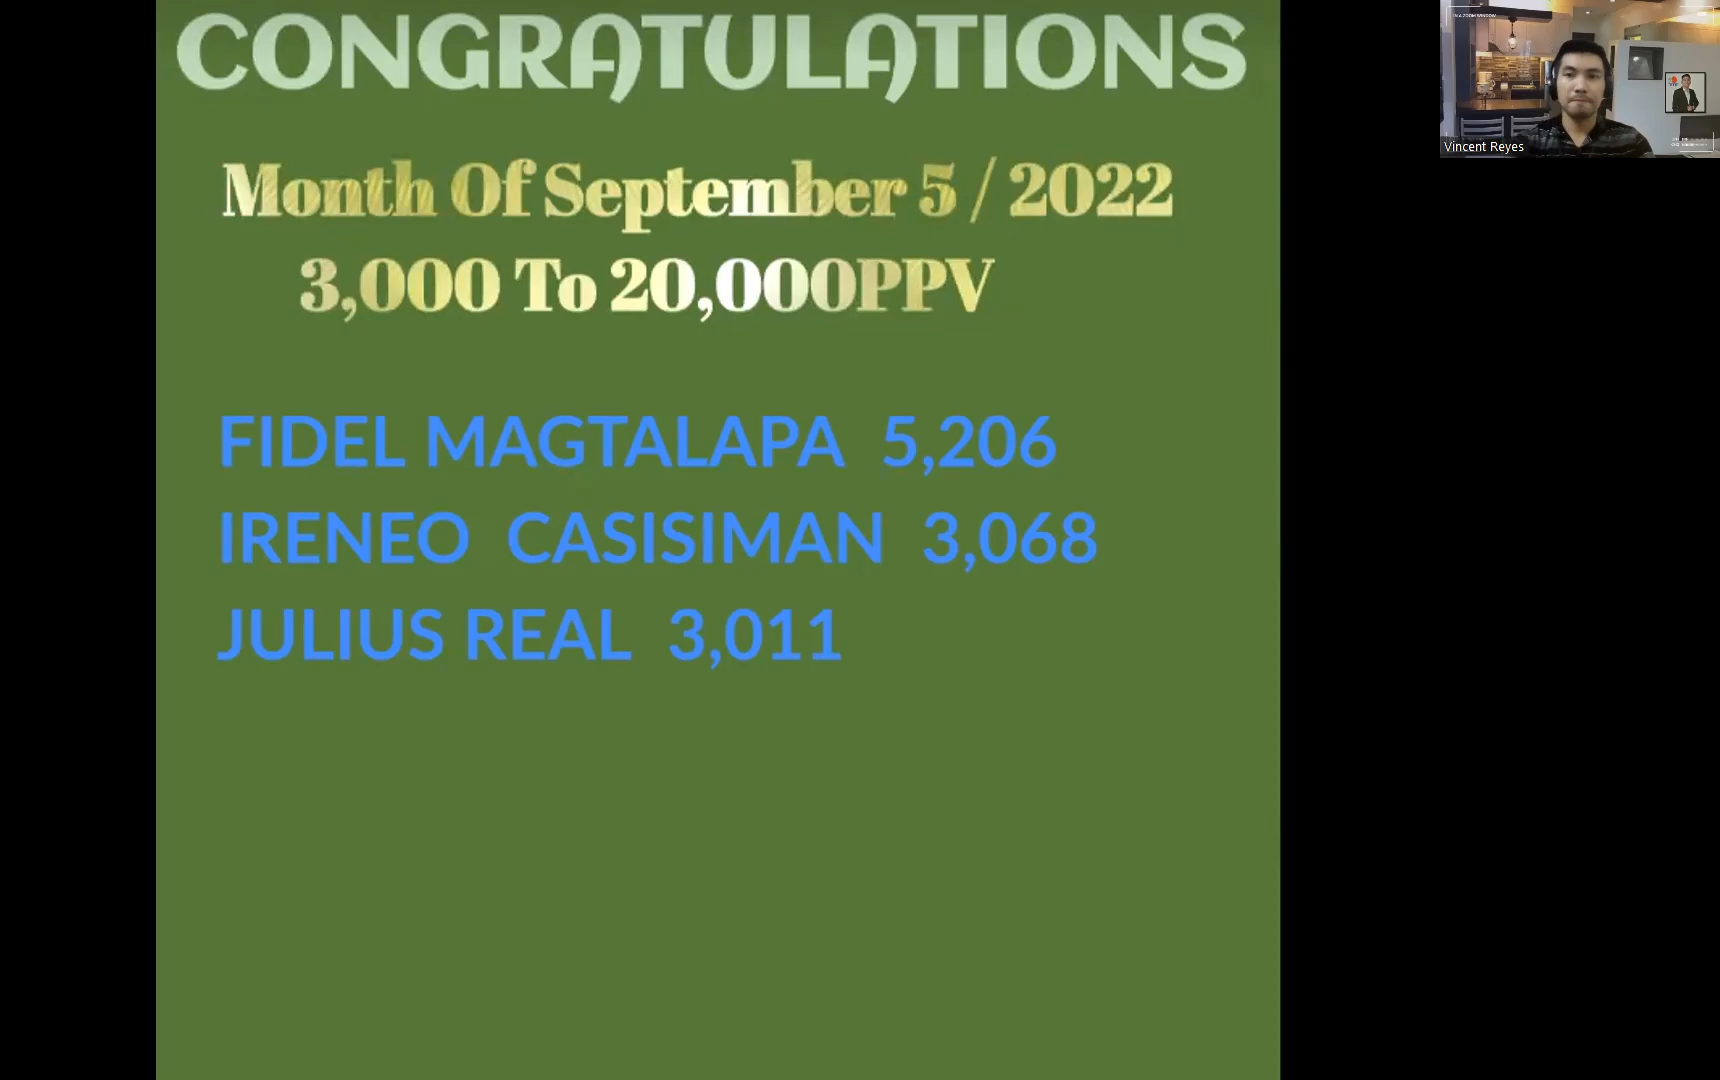 CONGRATULATIONS
Month Of September 5 / 2022
3,000 To 20,000PPV
FIDEL MAGTALAPA 5,206
IRENEO CASISIMAN 3,068
JULIUS REAL 3,011
Vincent Reyes